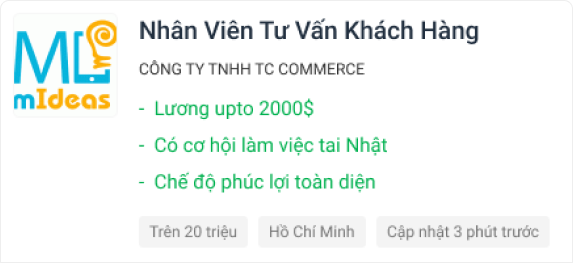 Nhân Viên Tư Vấn Khách Hàng
CÔNG TY TNHH TC COMMERCE
- Lương upto 2000$
- Có cơ hội làm việc tai Nhật
- Chế độ phúc lợi toàn diện
Trên 20 triệu Hồ Chí Minh Cập nhật 3 phút trước
ML
mIdeas